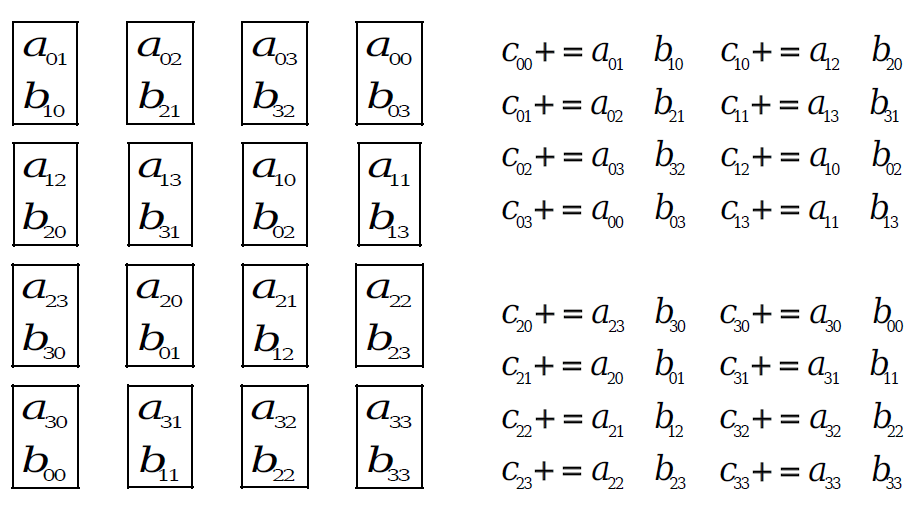 a₀₁ a₀₂ a₀₃ a₀₀
b₁₀ b₂₁ b₃₂ b₀₃
a₁₂ a₁₃ a₁₀ a₁₁
b₂₀ b₃₁ b₀₂ b₁₃
a₂₃ a₂₀ a₂₁ a₂₂
b₃₀ b₀₁ b₁₂ b₂₃
a₃₀ a₃₁ a₃₂ a₃₃
b₀₀ b₁₁ b₂₂ b₃₃
c₀₀+=a₀₁ b₁₀ c₁₀+=a₁₂ b₂₀
c₀₁+=a₀₂ b₂₁ c₁₁+=a₁₃ b₃₁
c₀₂+=a₀₃ b₃₂ c₁₂+=a₁₀ b₀₂
c₀₃+=a₀₀ b₀₃ c₁₃+=a₁₁ b₁₃
c₂₀+=a₂₃ b₃₀ c₃₀+=a₃₀ b₀₀
c₂₁+=a₂₀ b₀₁ c₃₁+=a₃₁ b₁₁
c₂₂+=a₂₁ b₁₂ c₃₂+=a₃₂ b₂₂
c₂₃+=a₂₂ b₂₃ c₃₃+=a₃₃ b₃₃